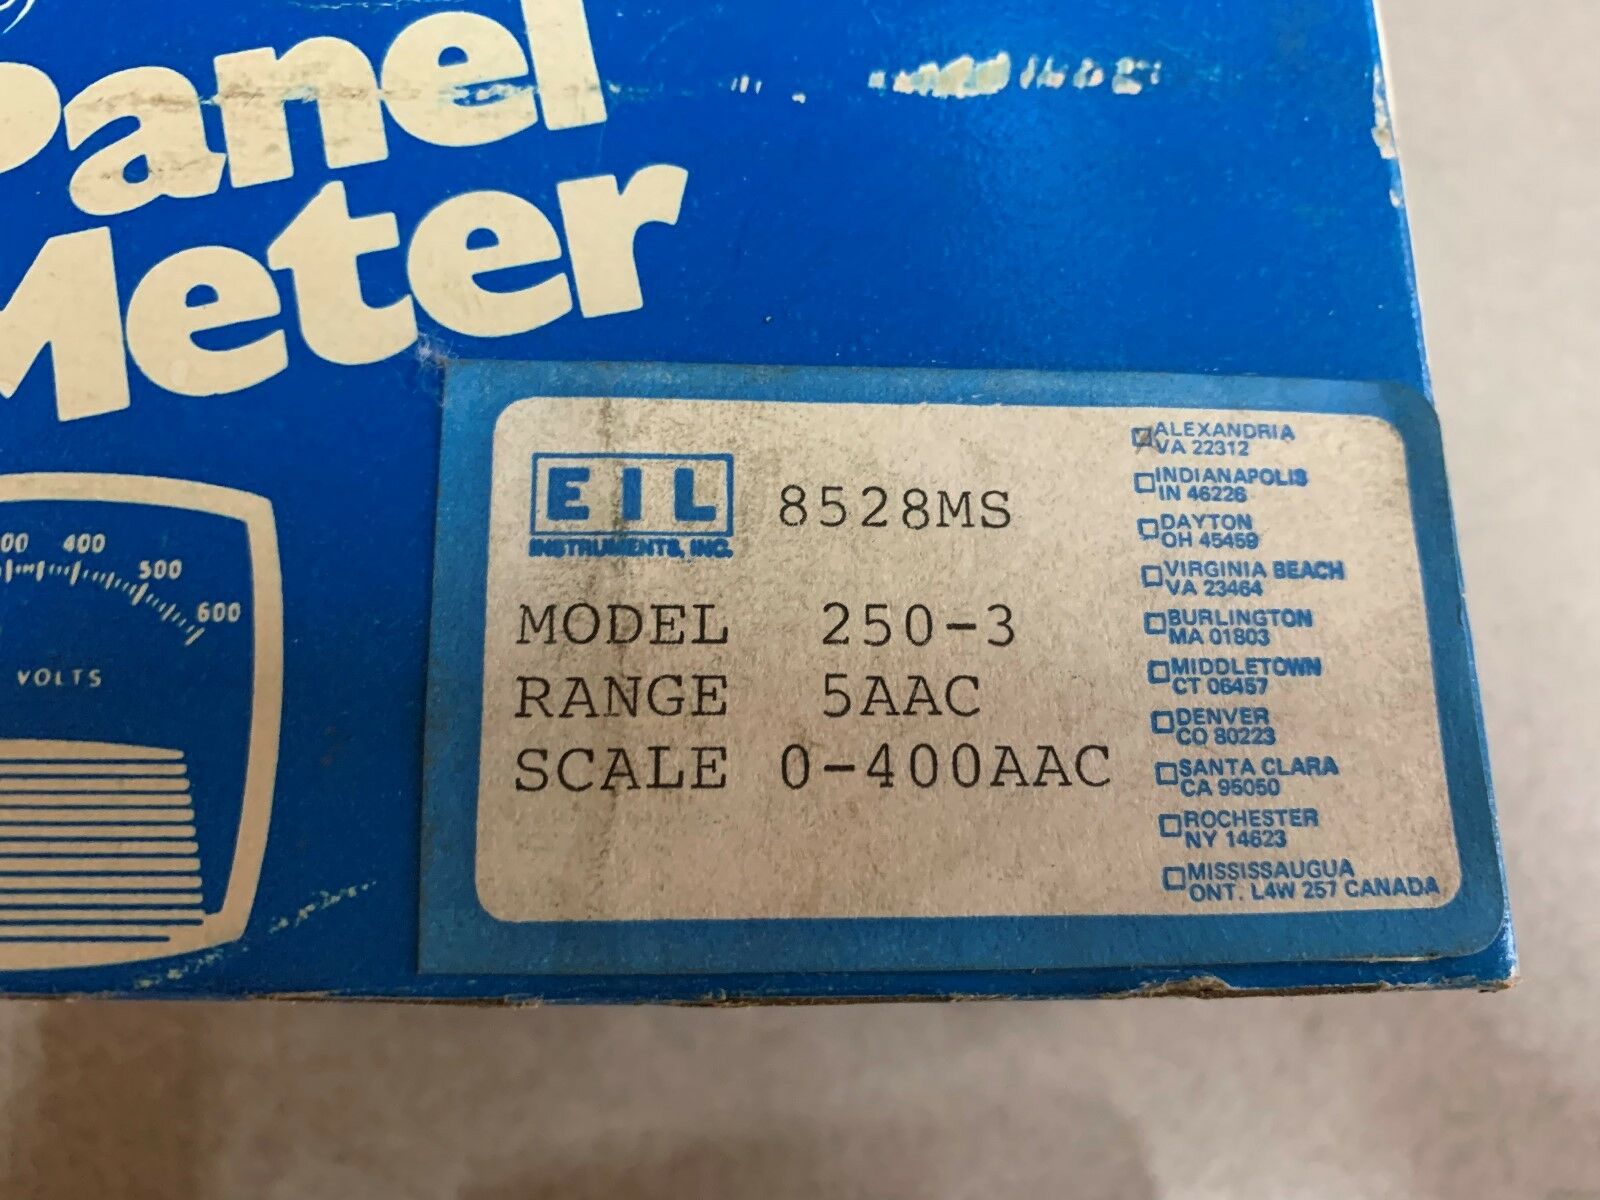 Panel
Meter
400
500
600
VOLTS
EIL
INSTRUMENTS, INC.
8528MS
MODEL 250-3
RANGE 5AAC
SCALE 0-400AAC
ALEXANDRIA
VA 22312
INDIANAPOLIS
IN 46226
DAYTON
OH 45459
VIRGINIA BEACH
VA 23464
BURLINGTON
MA 01803
MIDDLETOWN
CT 06457
DENVER
CO 80223
SANTA CLARA
CA 95050
ROCHESTER
NY 14623
MISSISSAUGUA
ONT. L4W 257 CANADA